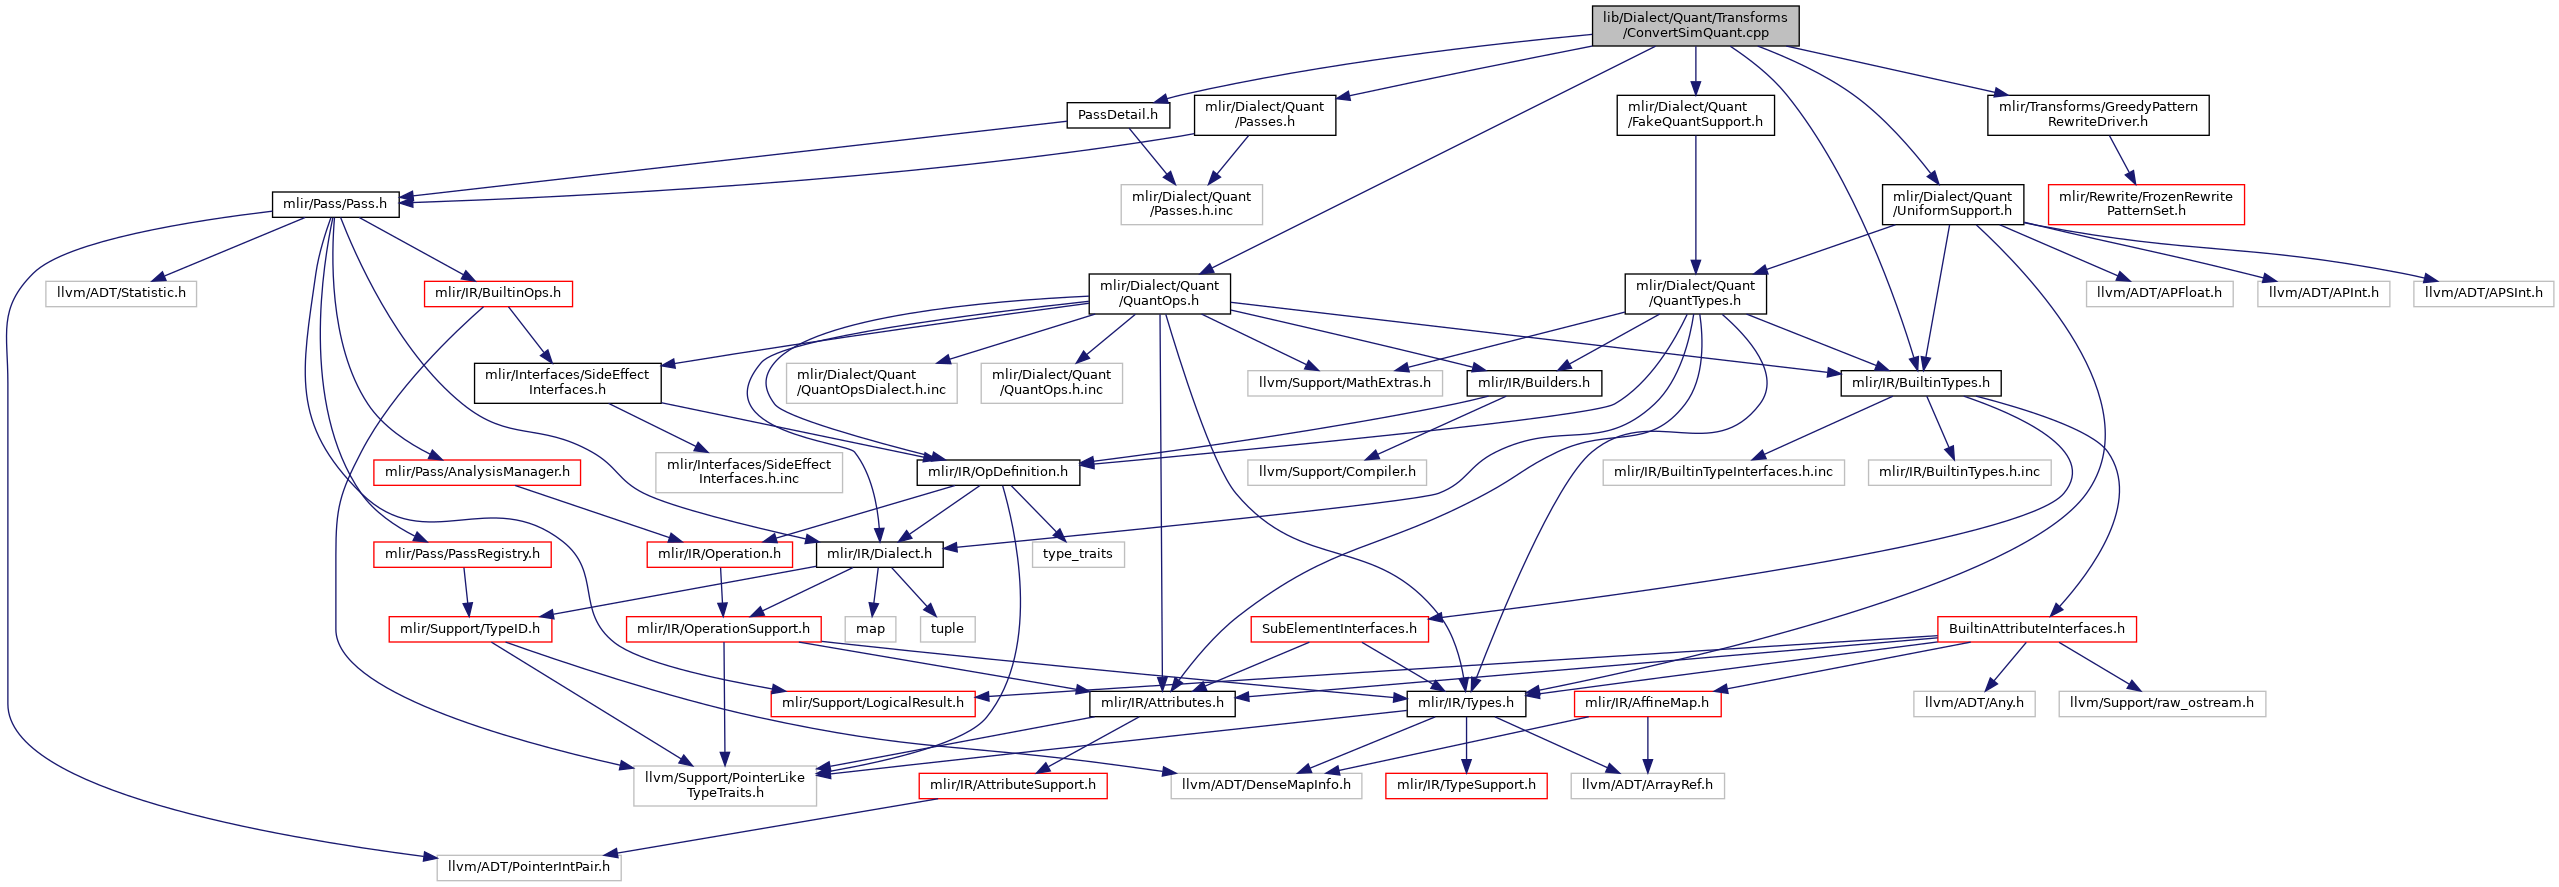 lib/Dialect/Quant/Transforms
/ConvertSimQuant.cpp
PassDetail.h
mlir/Dialect/Quant
/Passes.h
mlir/Dialect/Quant
/FakeQuantSupport.h
mlir/Transforms/GreedyPattern
RewriteDriver.h
mlir/Pass/Pass.h
mlir/Dialect/Quant
/Passes.h.inc
mlir/Dialect/Quant
/UniformSupport.h
mlir/Rewrite/FrozenRewrite
PatternSet.h
llvm/ADT/Statistic.h
mlir/IR/BuiltinOps.h
mlir/Dialect/Quant
/QuantOps.h
mlir/Dialect/Quant
/QuantTypes.h
llvm/ADT/APFloat.h
llvm/ADT/APInt.h
llvm/ADT/APSInt.h
mlir/Interfaces/SideEffect
Interfaces.h
mlir/Dialect/Quant
/QuantOpsDialect.h.inc
mlir/Dialect/Quant
/QuantOps.h.inc
llvm/Support/MathExtras.h
mlir/IR/Builders.h
mlir/IR/BuiltinTypes.h
mlir/Pass/AnalysisManager.h
mlir/Interfaces/SideEffect
Interfaces.h.inc
mlir/IR/OpDefinition.h
llvm/Support/Compiler.h
mlir/IR/BuiltinTypeInterfaces.h.inc
mlir/IR/BuiltinTypes.h.inc
mlir/Pass/PassRegistry.h
mlir/IR/Operation.h
mlir/IR/Dialect.h
type_traits
mlir/Support/TypeID.h
mlir/IR/OperationSupport.h
map
tuple
SubElementInterfaces.h
BuiltinAttributeInterfaces.h
mlir/Support/LogicalResult.h
mlir/IR/Attributes.h
mlir/IR/Types.h
mlir/IR/AffineMap.h
llvm/ADT/Any.h
llvm/Support/raw_ostream.h
llvm/Support/PointerLike
TypeTraits.h
mlir/IR/AttributeSupport.h
llvm/ADT/DenseMapInfo.h
mlir/IR/TypeSupport.h
llvm/ADT/ArrayRef.h
llvm/ADT/PointerIntPair.h